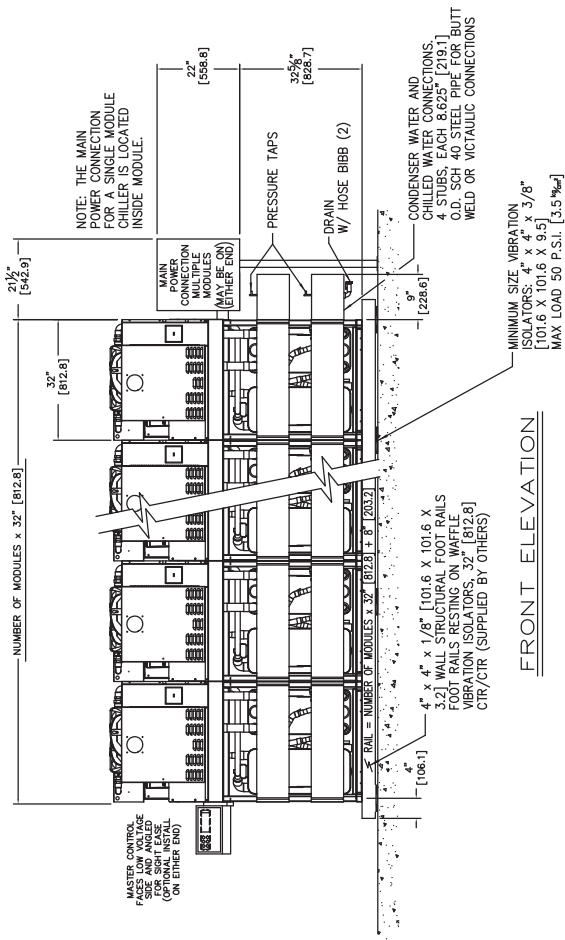 NUMBER OF MODULES x 32" [812.8]
32"
[812.8]
21½"
[542.9]
NOTE: THE MAIN
POWER CONNECTION
FOR A SINGLE MODULE
CHILLER IS LOCATED
INSIDE MODULE.
MASTER CONTROL
FACES LOW VOLTAGE
SIDE AND ANGLED
FOR SIGHT EASE
(OPTIONAL INSTALL
ON EITHER END)
MAIN
POWER
CONNECTION
MULTIPLE
MODULES
(MAY BE ON
EITHER END)
22"
[558.8]
32⅝"
[828.7]
PRESSURE TAPS
DRAIN
W/ HOSE BIBB (2)
9"
[228.6]
CONDENSER WATER AND
CHILLED WATER CONNECTIONS.
4 STUBS, EACH 8.625" [219.1]
O.D. SCH 40 STEEL PIPE FOR BUTT
WELD OR VICTAULIC CONNECTIONS
RAIL = NUMBER OF MODULES x 32" [812.8] + 8" [203.2]
4"
[106.1]
4" x 4" x 1/8" [101.6 X 101.6 X
3.2] WALL STRUCTURAL FOOT RAILS
FOOT RAILS RESTING ON WAFFLE
VIBRATION ISOLATORS, 32" [812.8]
CTR/CTR (SUPPLIED BY OTHERS)
MINIMUM SIZE VIBRATION
ISOLATORS: 4" x 4" x 3/8"
[101.6 X 101.6 X 9.5]
MAX LOAD 50 P.S.I. [3.5 kg/cm²]
FRONT ELEVATION